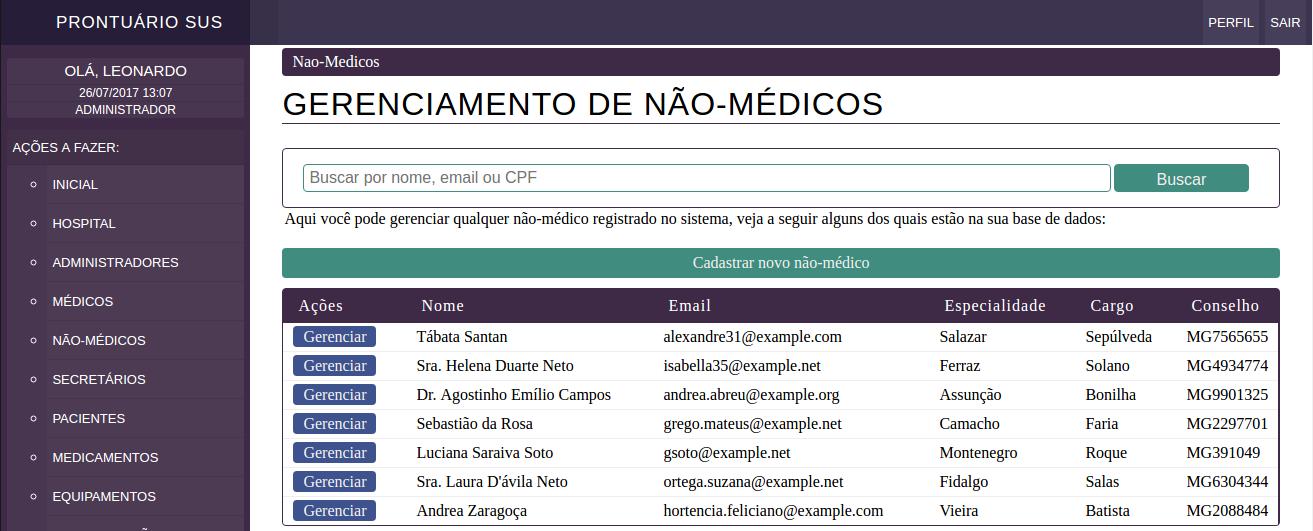 PRONTUÁRIO SUS
PERFIL SAIR
OLÁ, LEONARDO
26/07/2017 13:07
ADMINISTRADOR
AÇÕES A FAZER:
INICIAL
HOSPITAL
ADMINISTRADORES
MÉDICOS
NÃO-MÉDICOS
SECRETÁRIOS
PACIENTES
MEDICAMENTOS
EQUIPAMENTOS
Nao-Medicos
GERENCIAMENTO DE NÃO-MÉDICOS
Buscar por nome, email ou CPF Buscar
Aqui você pode gerenciar qualquer não-médico registrado no sistema, veja a seguir alguns dos quais estão na sua base de dados:
Cadastrar novo não-médico
Ações Nome Email Especialidade Cargo Conselho
Gerenciar Tábata Santan alexandre31@example.com Salazar Sepúlveda MG7565655
Gerenciar Sra. Helena Duarte Neto isabella35@example.net Ferraz Solano MG4934774
Gerenciar Dr. Agostinho Emílio Campos andrea.abreu@example.org Assunção Bonilha MG9901325
Gerenciar Sebastião da Rosa grego.mateus@example.net Camacho Faria MG2297701
Gerenciar Luciana Saraiva Soto gsoto@example.net Montenegro Roque MG391049
Gerenciar Sra. Laura D'ávila Neto ortega.suzana@example.net Fidalgo Salas MG6304344
Gerenciar Andrea Zaragoça hortencia.feliciano@example.com Vieira Batista MG2088484